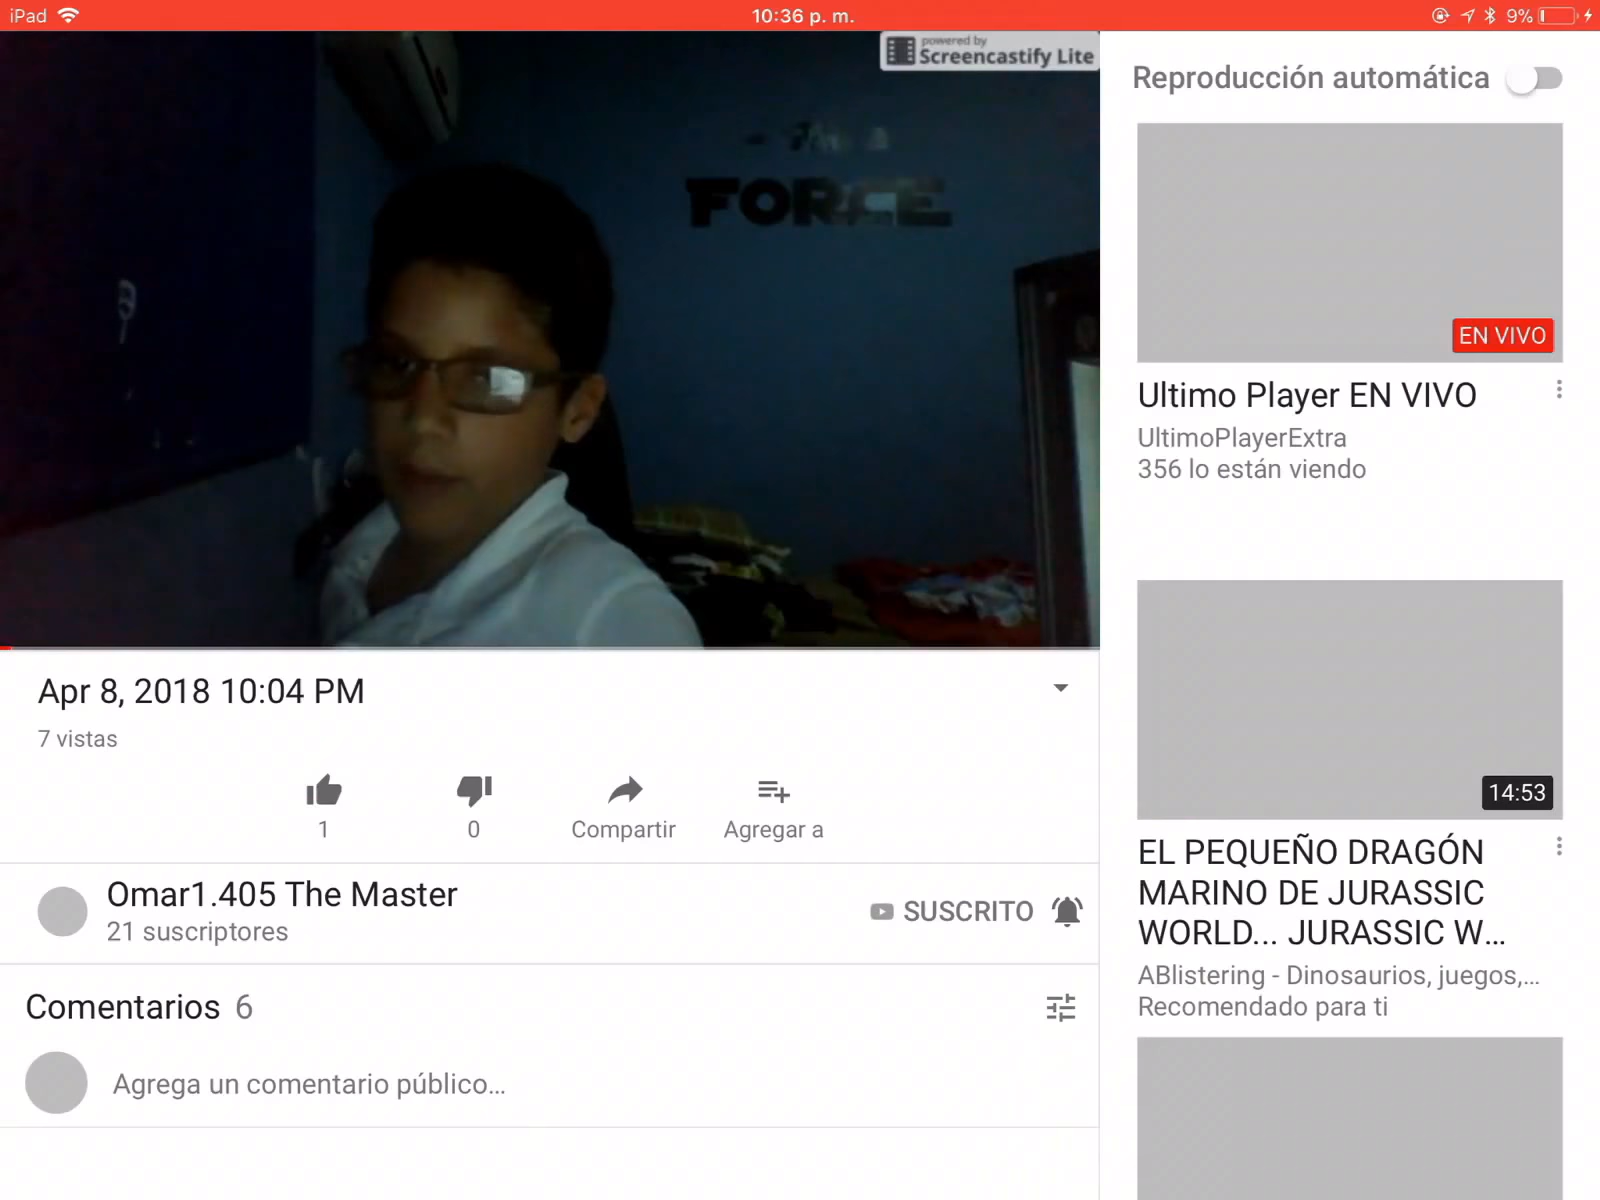 iPad
10:36 p. m.
9%
powered by
Screencastify Lite
FORCE
Reproducción automática
EN VIVO
Ultimo Player EN VIVO
UltimoPlayerExtra
356 lo están viendo
Apr 8, 2018 10:04 PM
7 vistas
1
0
Compartir
Agregar a
Omar1.405 The Master
21 suscriptores
SUSCRITO
Comentarios 6
Agrega un comentario público...
14:53
EL PEQUEÑO DRAGÓN
MARINO DE JURASSIC
WORLD... JURASSIC W...
ABlistering - Dinosaurios, juegos,...
Recomendado para ti